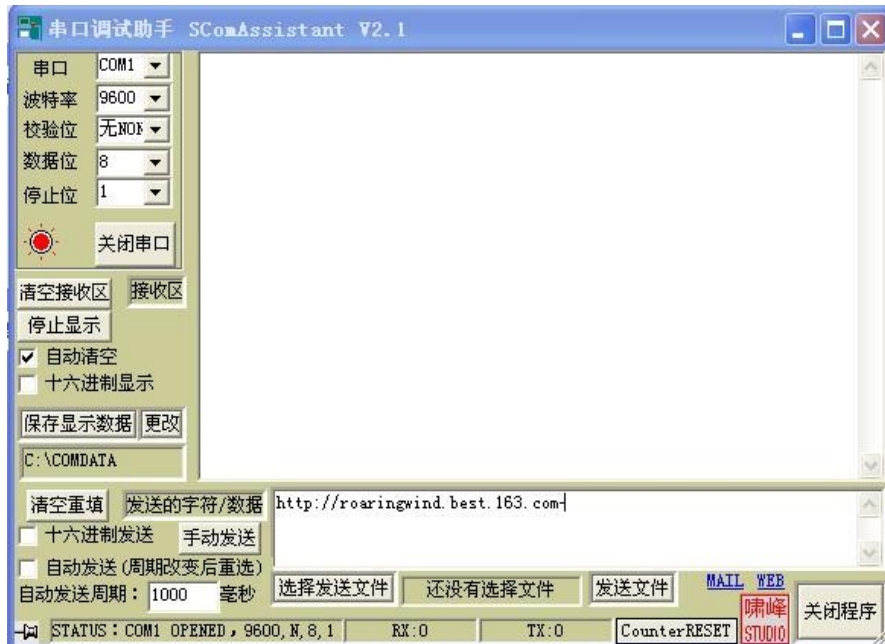 串口调试助手 SComAssistant V2.1
串口 COM1
波特率 9600
校验位 无NON
数据位 8
停止位 1
关闭串口
清空接收区 接收区
停止显示
自动清空
十六进制显示
保存显示数据 更改
C:\COMDATA
清空重填 发送的字符/数据 http://roaringwind.best.163.com
十六进制发送 手动发送
自动发送(周期改变后重选)
自动发送周期: 1000 毫秒 选择发送文件 还没有选择文件 发送文件 MAIL WEB
啸峰 STUDIO 关闭程序
STATUS:COM1 OPENED,9600,N,8,1 RX:0 TX:0 CounterRESET